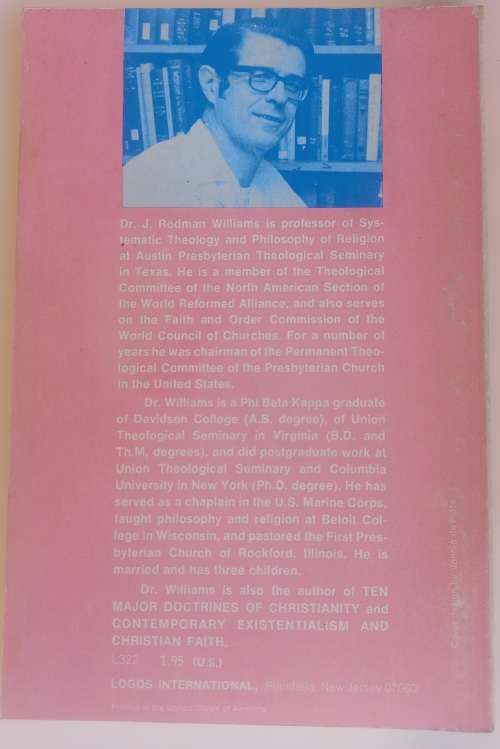 Dr. J. Rodman Williams is professor of Sys-
tematic Theology and Philosophy of Religion
at Austin Presbyterian Theological Seminary
in Texas. He is a member of the Theological
Committee of the North American Section of
the World Reformed Alliance, and also serves
on the Faith and Order Commission of the
World Council of Churches. For a number of
years he was chairman of the Permanent Theo-
logical Committee of the Presbyterian Church
in the United States.
Dr. Williams is a Phi Beta Kappa graduate
of Davidson College (A.B. degree), of Union
Theological Seminary in Virginia (B.D. and
Th.M. degrees), and did postgraduate work at
Union Theological Seminary and Columbia
University in New York (Ph.D. degree). He has
served as a chaplain in the U.S. Marine Corps,
taught philosophy and religion at Beloit Col-
lege in Wisconsin, and pastored the First Pres-
byterian Church of Rockford, Illinois. He is
married and has three children.
Dr. Williams is also the author of TEN
MAJOR DOCTRINES OF CHRISTIANITY and
CONTEMPORARY EXISTENTIALISM AND
CHRISTIAN FAITH.
L322 1.95 (U.S.)
LOGOS INTERNATIONAL, Plainfield, New Jersey 07060
Printed in the United States of America
Cover